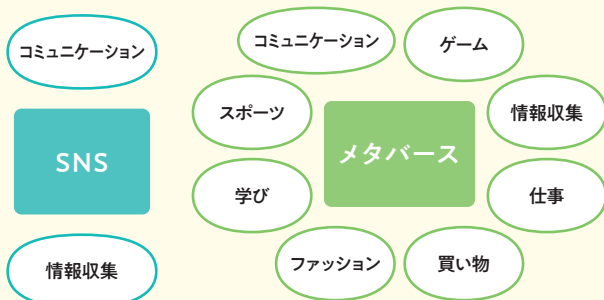 コミュニケーション
SNS
情報収集
コミュニケーション
ゲーム
スポーツ
メタバース
情報収集
学び
仕事
ファッション
買い物